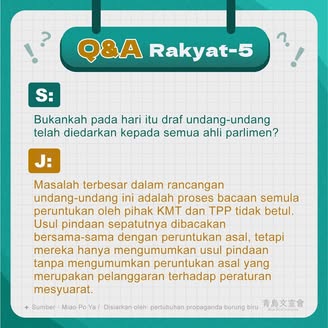 Q&A Rakyat-5
S:
Bukankah pada hari itu draf undang-undang
telah diedarkan kepada semua ahli parlimen?
J:
Masalah terbesar dalam rancangan
undang-undang ini adalah proses bacaan semula
peruntukan oleh pihak KMT dan TPP tidak betul.
Usul pindaan sepatutnya dibacakan
bersama-sama dengan peruntukan asal, tetapi
mereka hanya mengumumkan usul pindaan
tanpa mengumumkan peruntukan asal yang
merupakan pelanggaran terhadap peraturan
mesyuarat.
Sumber - Miao Po Ya / Disiarkan oleh: pertubuhan propaganda burung biru
青鳥文宣會